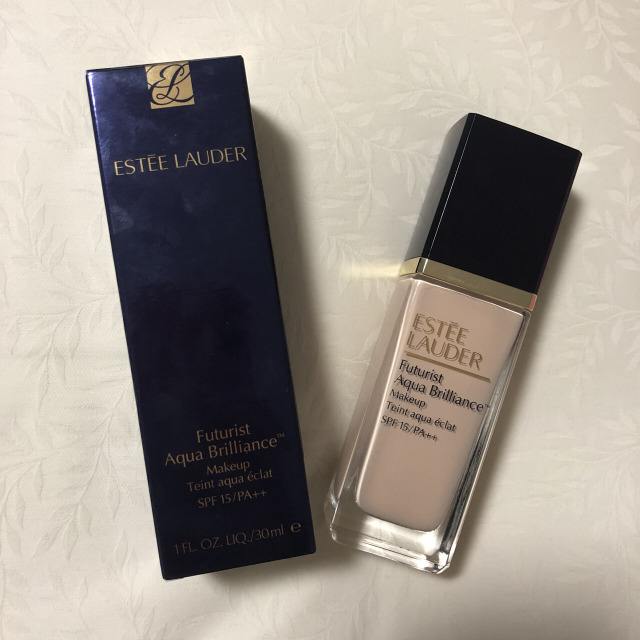 ESTĒE LAUDER
Futurist
Aqua Brilliance™
Makeup
Teint aqua éclat
SPF 15/PA++
1 FL. OZ. LIQ./30ml e
ESTĒE
LAUDER
Futurist
Aqua Brilliance™
Makeup
Teint aqua éclat
SPF 15/PA++